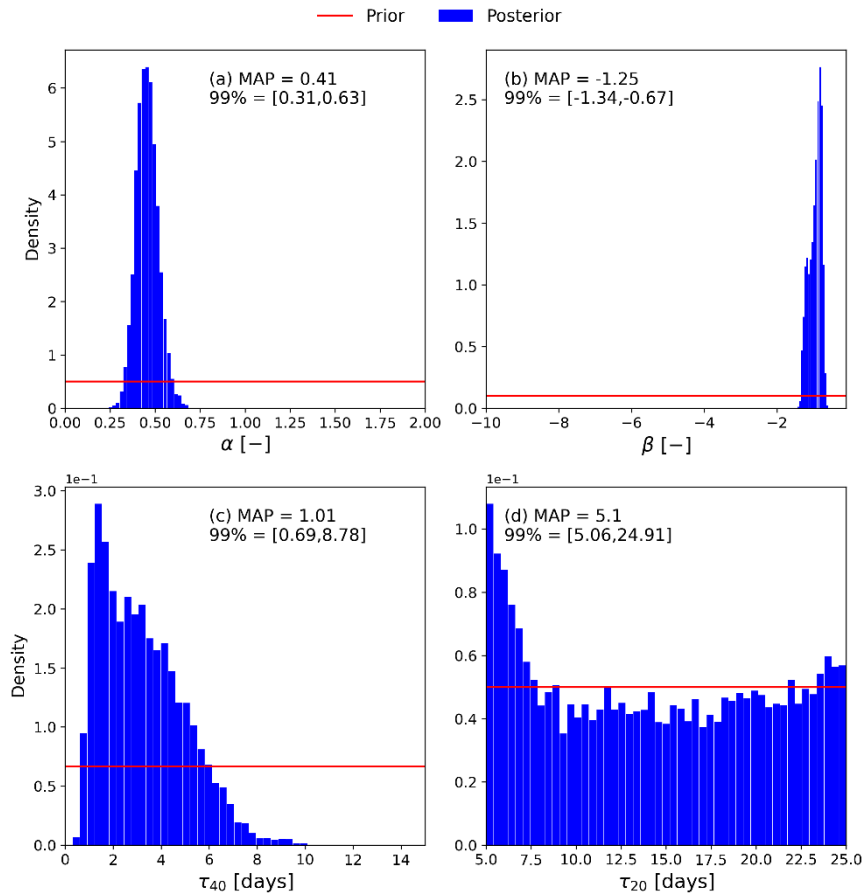 Prior Posterior
(a) MAP = 0.41
99% = [0.31,0.63]
Density
6
5
4
3
2
1
0
0.00 0.25 0.50 0.75 1.00 1.25 1.50 1.75 2.00
α [−]
(b) MAP = -1.25
99% = [-1.34,-0.67]
2.5
2.0
1.5
1.0
0.5
0.0
−10 −8 −6 −4 −2
β [−]
1e−1
(c) MAP = 1.01
99% = [0.69,8.78]
Density
3.0
2.5
2.0
1.5
1.0
0.5
0.0
0 2 4 6 8 10 12 14
τ40 [days]
1e−1
(d) MAP = 5.1
99% = [5.06,24.91]
1.0
0.8
0.6
0.4
0.2
0.0
5.0 7.5 10.0 12.5 15.0 17.5 20.0 22.5 25.0
τ20 [days]